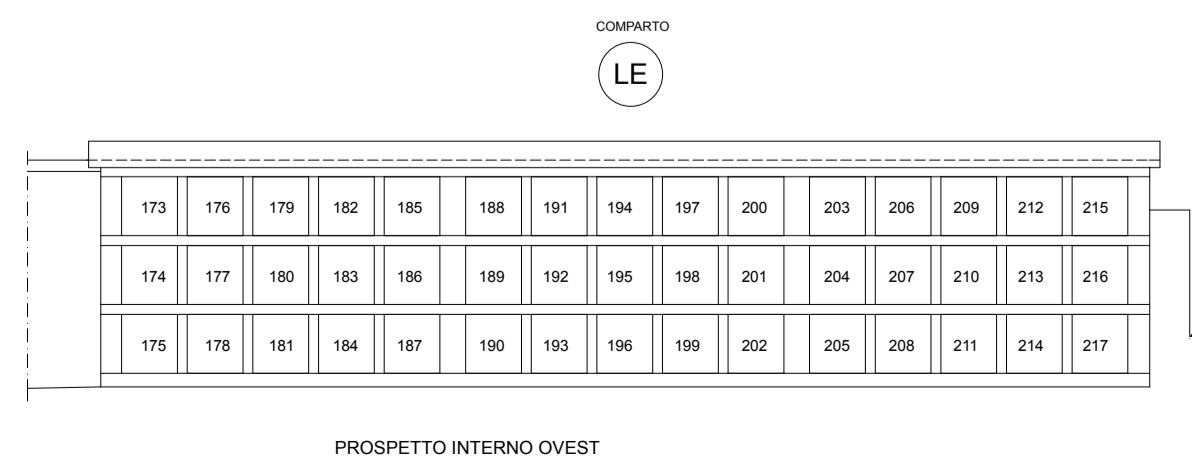 COMPARTO
LE
173 176 179 182 185 188 191 194 197 200 203 206 209 212 215
174 177 180 183 186 189 192 195 198 201 204 207 210 213 216
175 178 181 184 187 190 193 196 199 202 205 208 211 214 217
PROSPETTO INTERNO OVEST